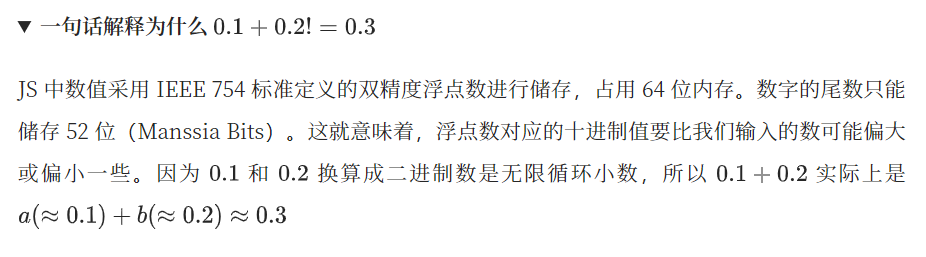 ▼ 一句话解释为什么 0.1 + 0.2! = 0.3
JS 中数值采用 IEEE 754 标准定义的双精度浮点数进行储存，占用 64 位内存。数字的尾数只能
储存 52 位（Manssia Bits）。这就意味着，浮点数对应的十进制值要比我们输入的数可能偏大
或偏小一些。因为 0.1 和 0.2 换算成二进制数是无限循环小数，所以 0.1 + 0.2 实际上是
a(≈ 0.1) + b(≈ 0.2) ≈ 0.3